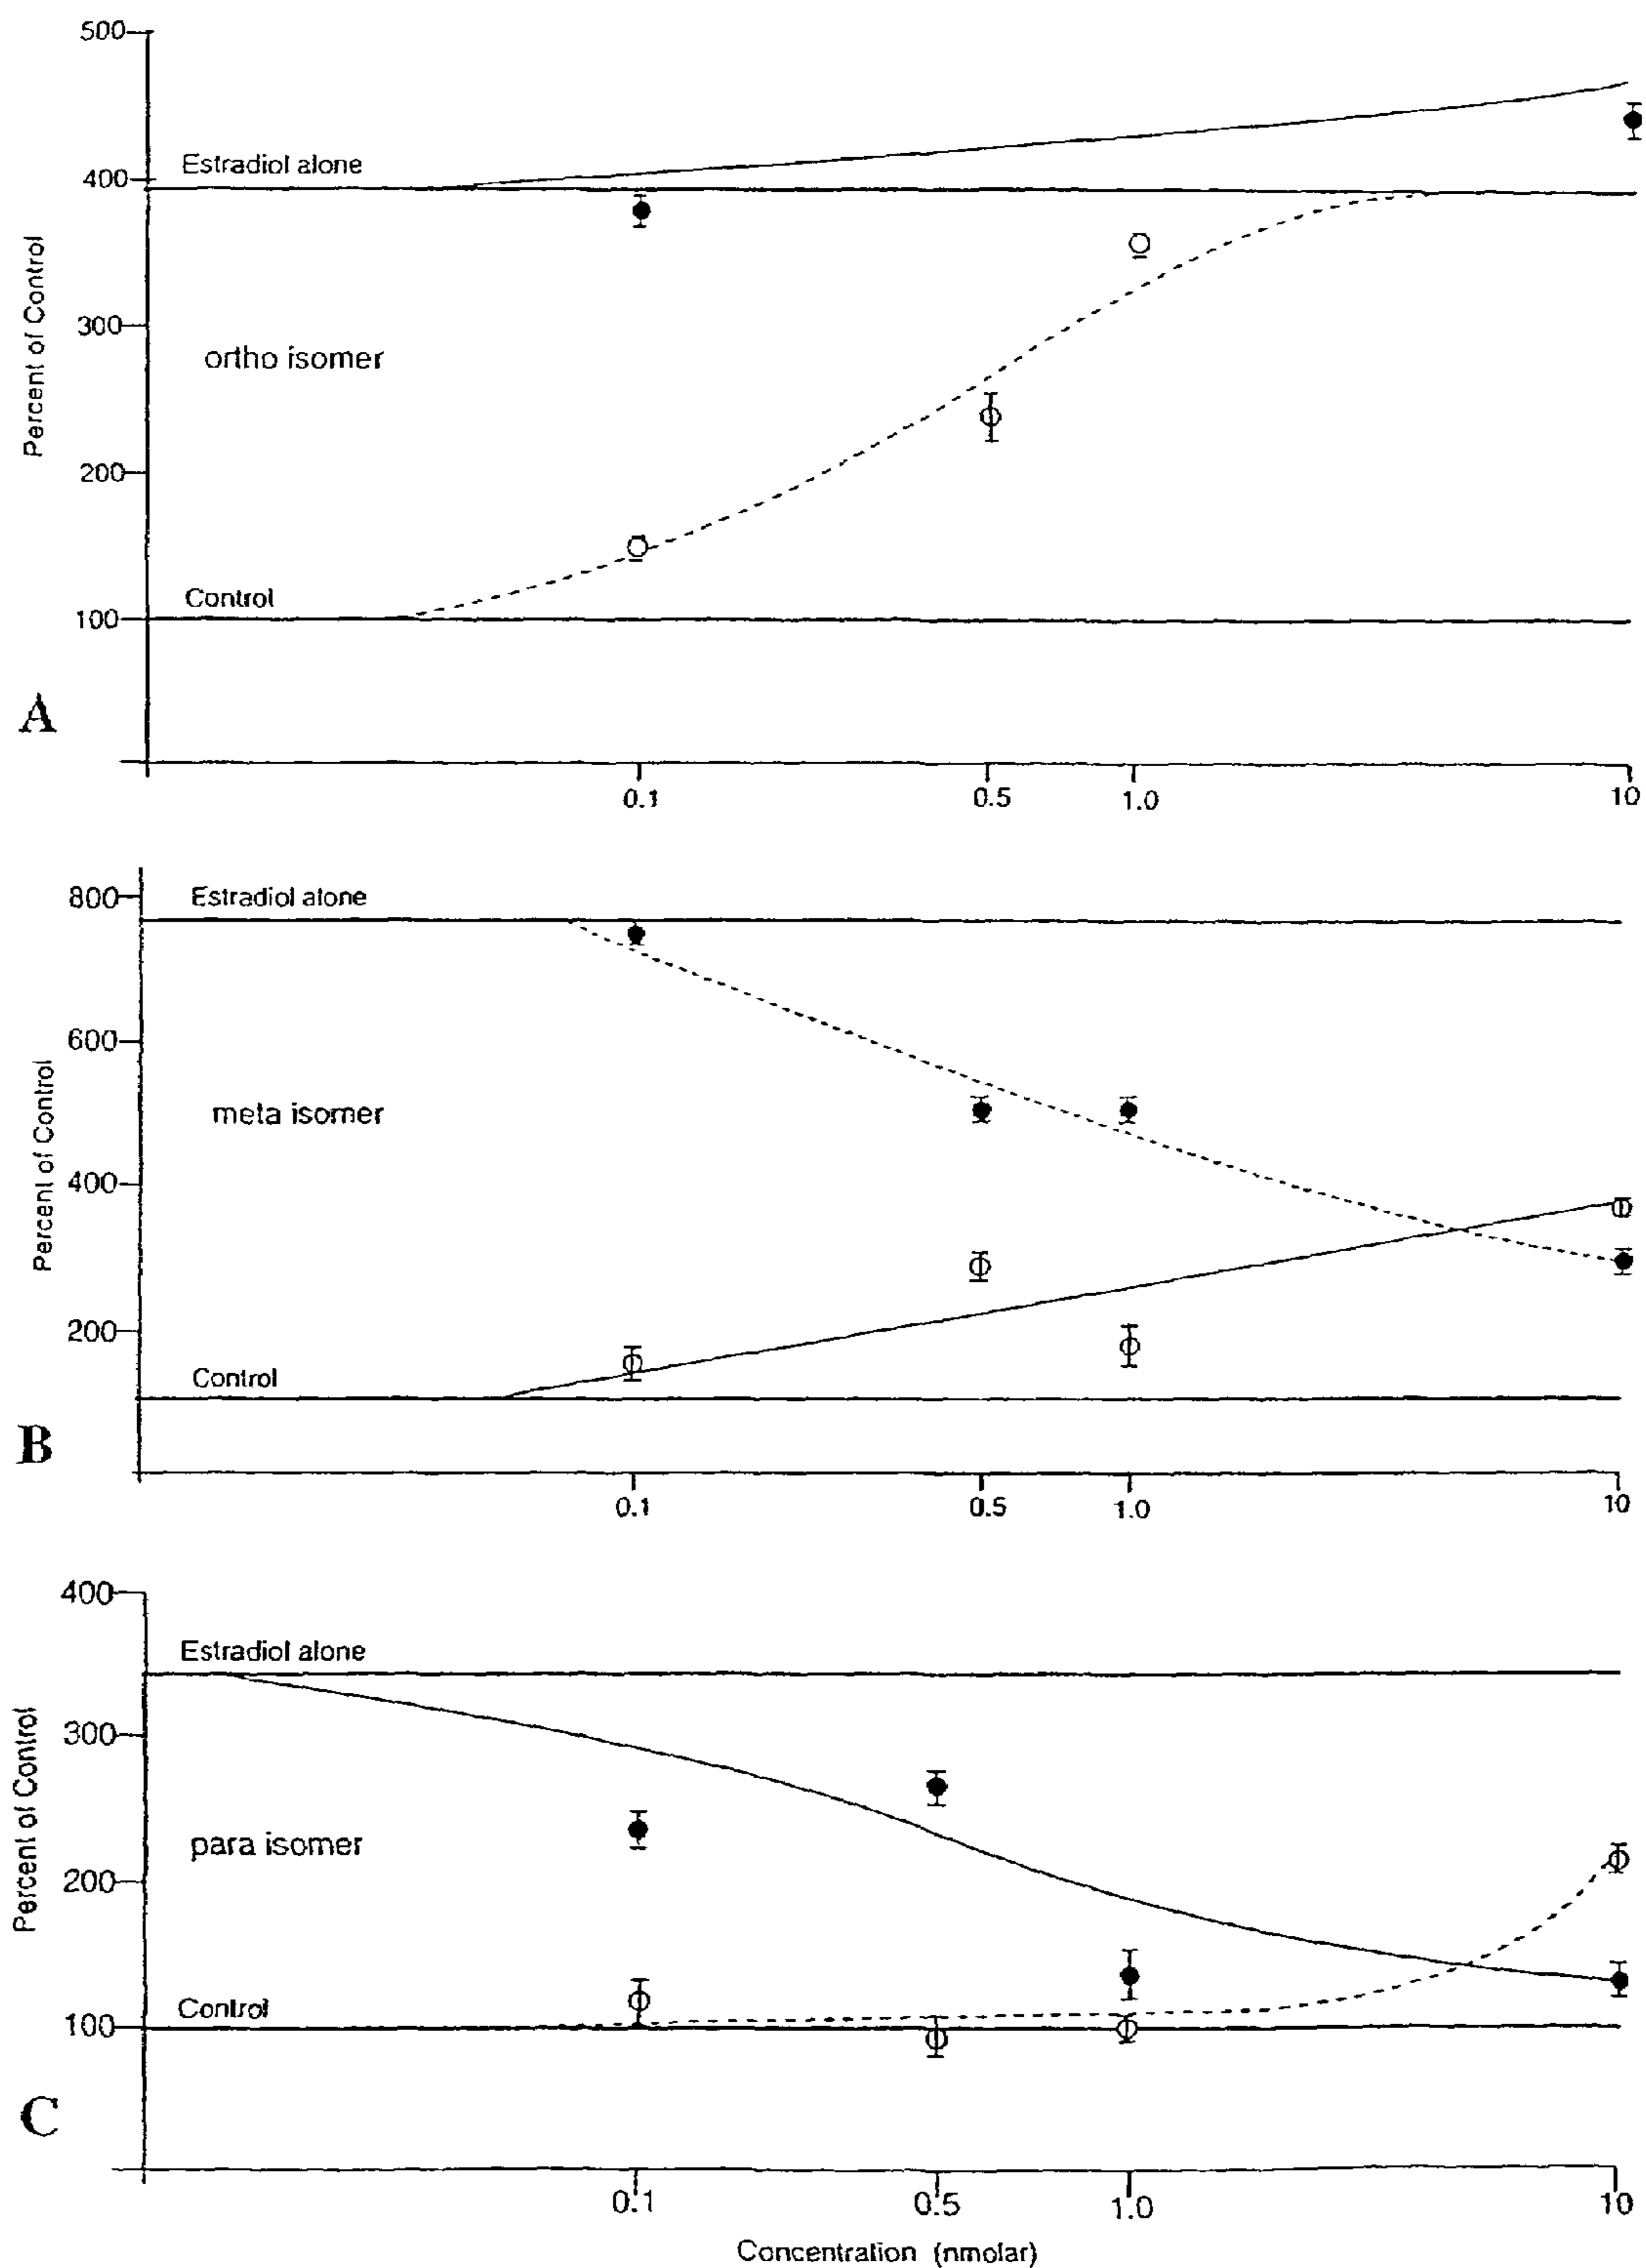 500
Estradiol alone
400
300
Percent of Control
ortho isomer
200
Control
100
A
0.1 0.5 1.0 10
800
Estradiol alone
600
Percent of Control
meta isomer
400
200
Control
B
0.1 0.5 1.0 10
400
Estradiol alone
300
Percent of Control
para isomer
200
Control
100
C
0.1 0.5 1.0 10
Concentration (nmolar)